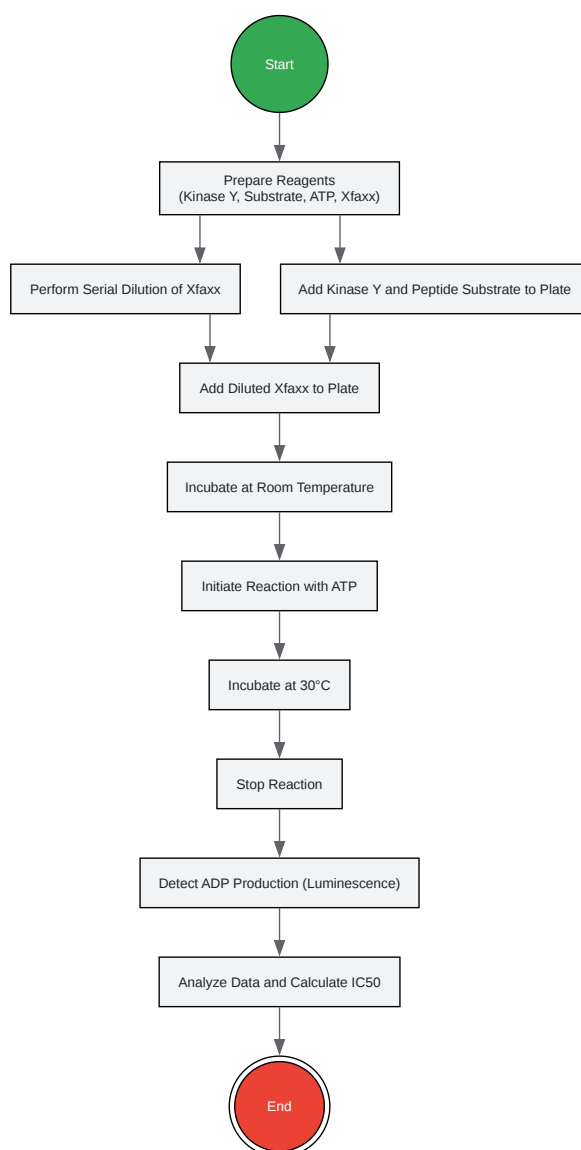 Start
Prepare Reagents
(Kinase Y, Substrate, ATP, Xfaxx)
Perform Serial Dilution of Xfaxx
Add Kinase Y and Peptide Substrate to Plate
Add Diluted Xfaxx to Plate
Incubate at Room Temperature
Initiate Reaction with ATP
Incubate at 30°C
Stop Reaction
Detect ADP Production (Luminescence)
Analyze Data and Calculate IC50
End